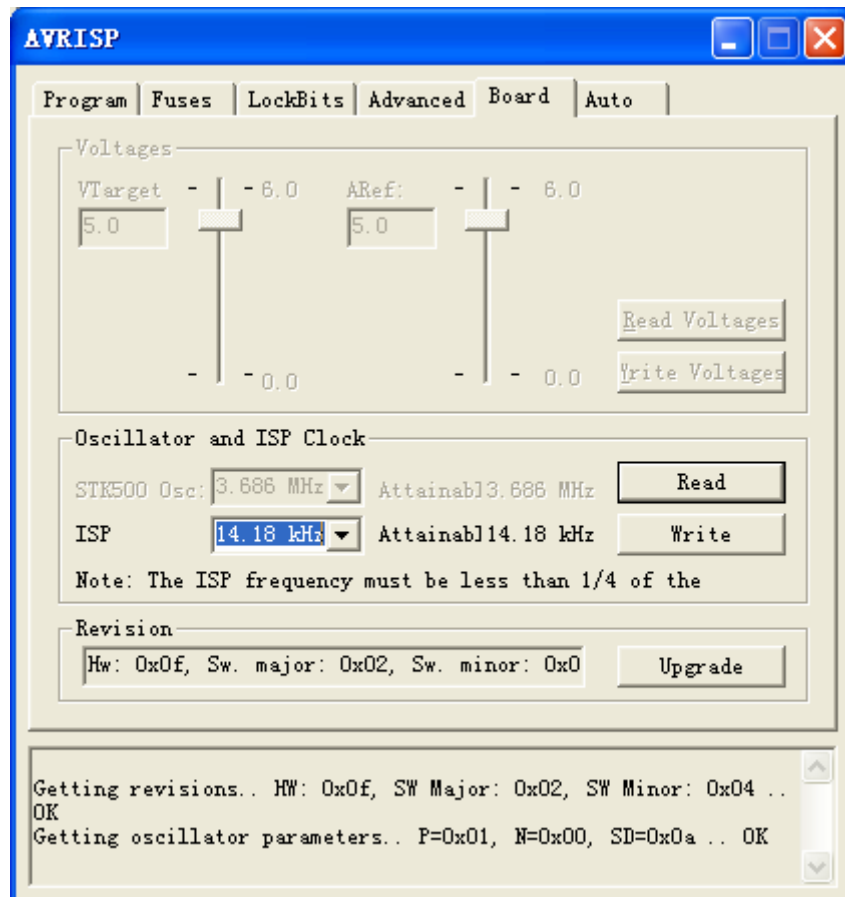 AVRISP
Program Fuses LockBits Advanced Board Auto
Voltages
VTarget 6.0 ARef: 6.0
5.0 5.0
Read Voltages
0.0 0.0 Write Voltages
Oscillator and ISP Clock
STK500 Osc: 3.686 MHz Attainabl 3.686 MHz Read
ISP 14.18 kHz Attainabl 14.18 kHz Write
Note: The ISP frequency must be less than 1/4 of the
Revision
Hw: 0x0f, Sw. major: 0x02, Sw. minor: 0x0 Upgrade
Getting revisions.. HW: 0x0f, SW Major: 0x02, SW Minor: 0x04 ..
OK
Getting oscillator parameters.. P=0x01, N=0x00, SD=0x0a .. OK